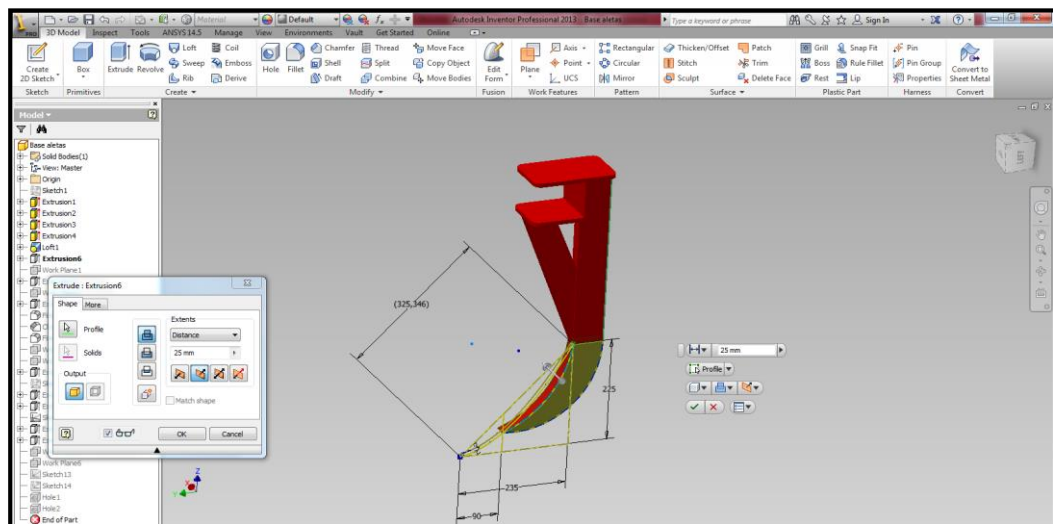 Material Default Autodesk Inventor Professional 2013 Base aletas Type a keyword or phrase Sign In
PRO 3D Model Inspect Tools ANSYS 14.5 Manage View Environments Vault Get Started Online
Create 2D Sketch Box Extrude Revolve Loft Coil Hole Fillet Chamfer Thread Move Face Edit Form Plane Axis Rectangular Thicken/Offset Patch Grill Snap Fit Pin Convert to Sheet Metal
Sweep Emboss Shell Split Copy Object Point Circular Stitch Trim Boss Rule Fillet Pin Group
Rib Derive Draft Combine Move Bodies UCS Mirror Sculpt Delete Face Rest Lip Properties
Sketch Primitives Create Modify Fusion Work Features Pattern Surface Plastic Part Harness Convert
Model
Base aletas
Solid Bodies(1)
View: Master
Origin
Sketch1
Extrusion1
Extrusion2
Extrusion3
Extrusion4
Loft1
Extrusion6
Work Plane1
Extrude : Extrusion6
Shape More
Profile
Solids
Output
Extents
Distance
25 mm
Match shape
OK Cancel
Work Plane6
Sketch13
Sketch14
Hole1
Hole2
End of Part
(325,346)
225
235
90
25 mm
Profile
LEFT
Z
Y